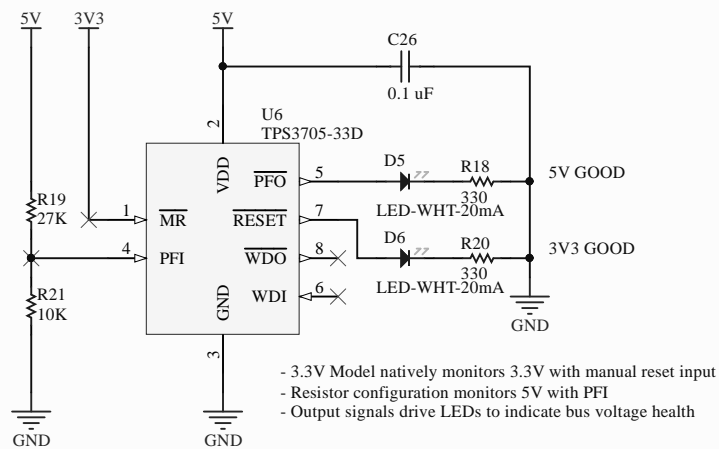 5V
3V3
5V
C26
0.1 uF
U6
TPS3705-33D
2
VDD
R19
27K
1
MR
PFO
5
D5
R18
5V GOOD
LED-WHT-20mA
330
RESET
7
4
PFI
WDO
8
D6
R20
3V3 GOOD
LED-WHT-20mA
330
R21
10K
GND
WDI
6
GND
3
- 3.3V Model natively monitors 3.3V with manual reset input
- Resistor configuration monitors 5V with PFI
- Output signals drive LEDs to indicate bus voltage health
GND
GND